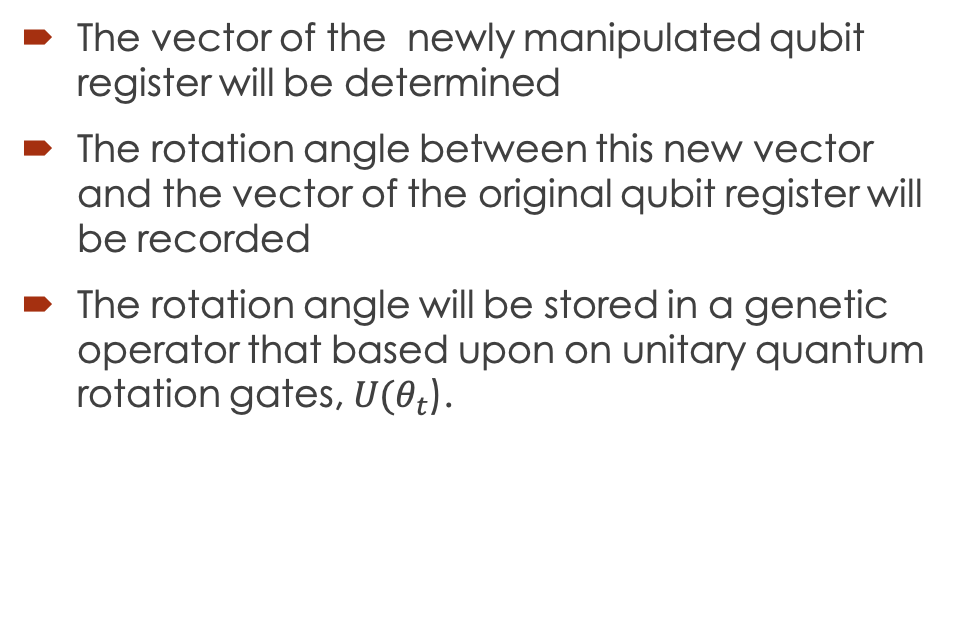 The vector of the  newly manipulated qubit
register will be determined
The rotation angle between this new vector
and the vector of the original qubit register will
be recorded
The rotation angle will be stored in a genetic
operator that based upon on unitary quantum
rotation gates, 𝑈(𝜃ₜ).